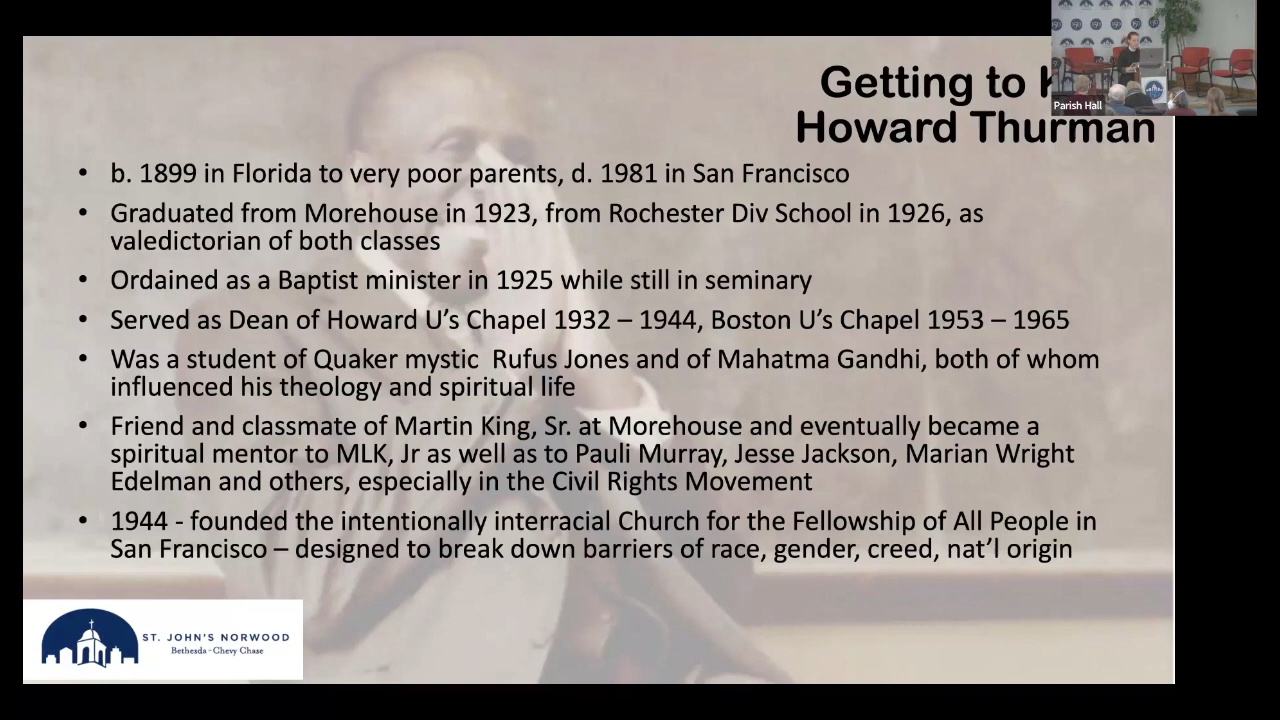 Getting to
Howard Thurman
Parish Hall
• b. 1899 in Florida to very poor parents, d. 1981 in San Francisco
• Graduated from Morehouse in 1923, from Rochester Div School in 1926, as
valedictorian of both classes
• Ordained as a Baptist minister in 1925 while still in seminary
• Served as Dean of Howard U’s Chapel 1932 – 1944, Boston U’s Chapel 1953 – 1965
• Was a student of Quaker mystic  Rufus Jones and of Mahatma Gandhi, both of whom
influenced his theology and spiritual life
• Friend and classmate of Martin King, Sr. at Morehouse and eventually became a
spiritual mentor to MLK, Jr as well as to Pauli Murray, Jesse Jackson, Marian Wright
Edelman and others, especially in the Civil Rights Movement
• 1944 - founded the intentionally interracial Church for the Fellowship of All People in
San Francisco – designed to break down barriers of race, gender, creed, nat’l origin
ST. JOHN'S NORWOOD
Bethesda - Chevy Chase